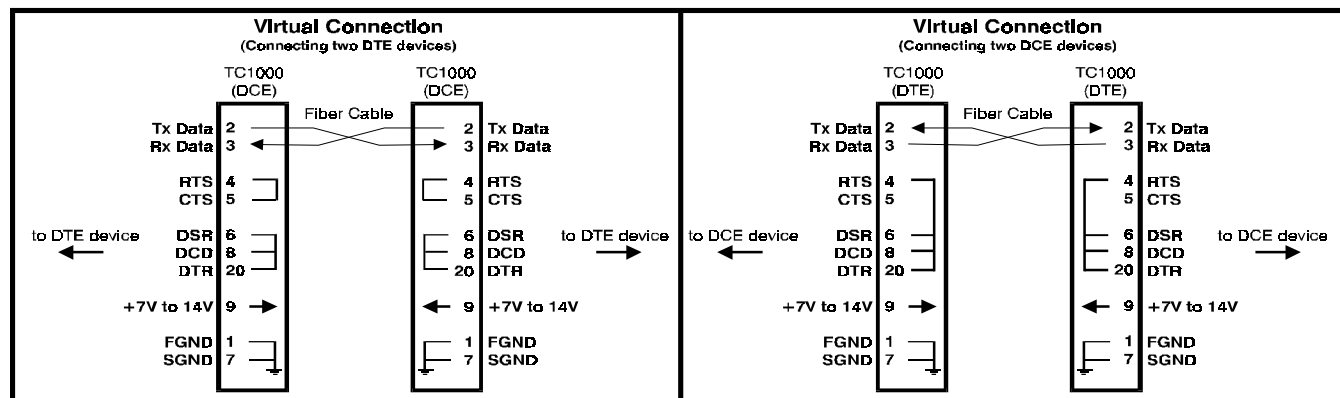 Virtual Connection
(Connecting two DTE devices)
TC1000
(DCE)
TC1000
(DCE)
Fiber Cable
Tx Data 2
2 Tx Data
Rx Data 3
3 Rx Data
RTS 4
4 RTS
CTS 5
5 CTS
to DTE device
DSR 6
6 DSR
DCD 8
8 DCD
DTR 20
20 DTR
to DTE device
+7V to 14V 9
9 +7V to 14V
FGND 1
1 FGND
SGND 7
7 SGND
Virtual Connection
(Connecting two DCE devices)
TC1000
(DTE)
TC1000
(DTE)
Fiber Cable
Tx Data 2
2 Tx Data
Rx Data 3
3 Rx Data
RTS 4
4 RTS
CTS 5
5 CTS
to DCE device
DSR 6
6 DSR
DCD 8
8 DCD
DTR 20
20 DTR
to DCE device
+7V to 14V 9
9 +7V to 14V
FGND 1
1 FGND
SGND 7
7 SGND